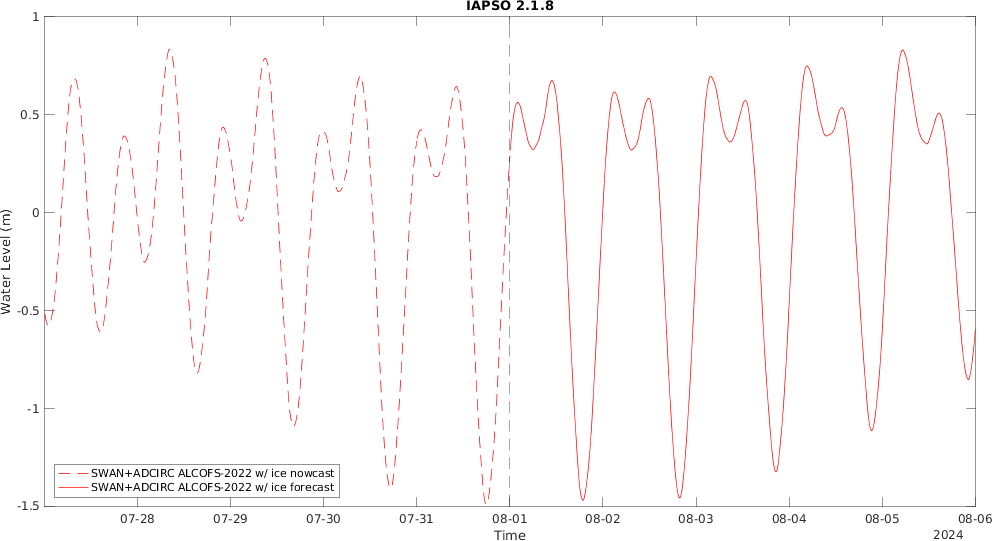 IAPSO 2.1.8
Water Level (m)
1
0.5
0
-0.5
-1
-1.5
SWAN+ADCIRC ALCOFS-2022 w/ ice nowcast
SWAN+ADCIRC ALCOFS-2022 w/ ice forecast
07-28 07-29 07-30 07-31 08-01 08-02 08-03 08-04 08-05 08-06
Time
2024